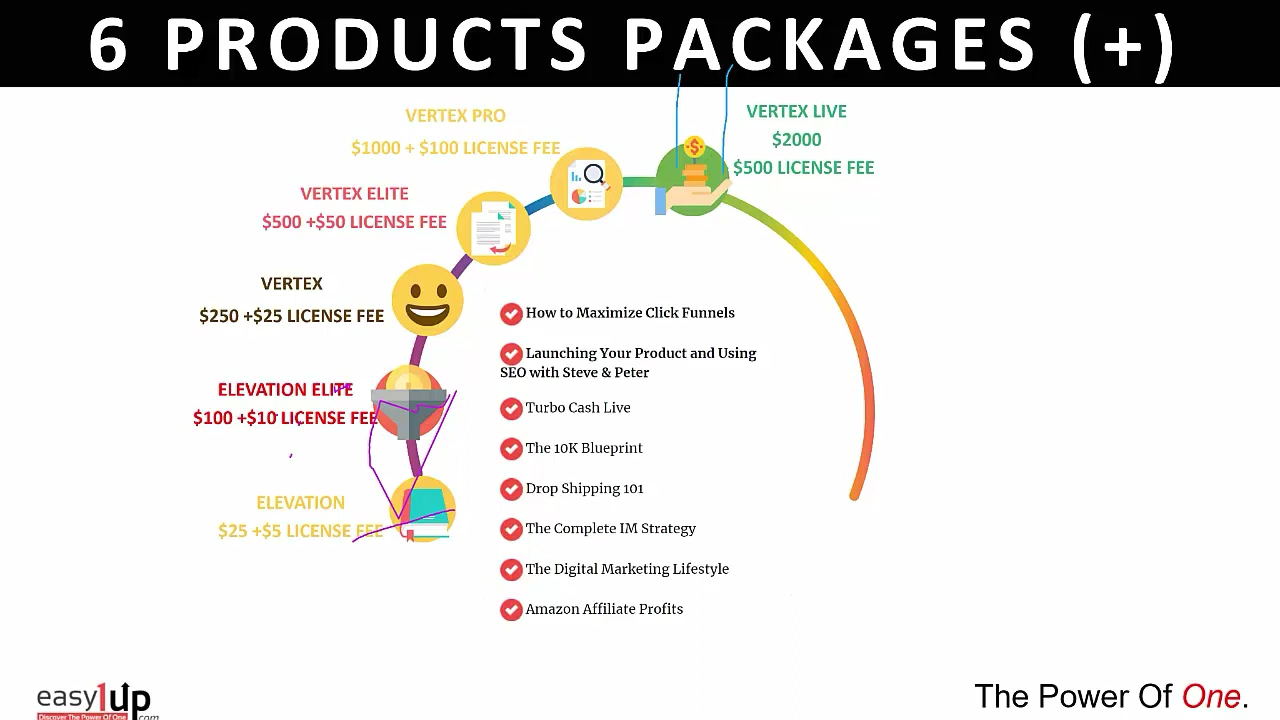 6 PRODUCTS PACKAGES (+)
VERTEX PRO
$1000 + $100 LICENSE FEE
VERTEX LIVE
$2000
$500 LICENSE FEE
VERTEX ELITE
$500 +$50 LICENSE FEE
VERTEX
$250 +$25 LICENSE FEE
ELEVATION ELITE
$100 +$10 LICENSE FEE
ELEVATION
$25 +$5 LICENSE FEE
How to Maximize Click Funnels
Launching Your Product and Using
SEO with Steve & Peter
Turbo Cash Live
The 10K Blueprint
Drop Shipping 101
The Complete IM Strategy
The Digital Marketing Lifestyle
Amazon Affiliate Profits
easy1up
Discover The Power Of One
.com
The Power Of One.